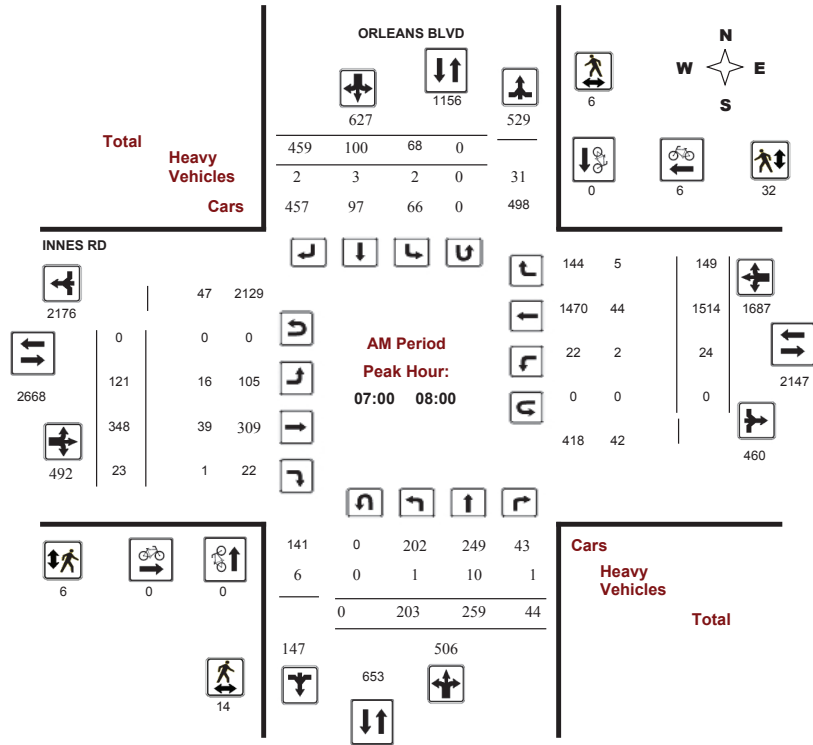 ORLEANS BLVD
N
W E
S
1156
6
627 529
Total
459 100 68 0
Heavy
Vehicles
2 3 2 0 31
Cars
457 97 66 0 498
0 6 32
INNES RD
2176
47 2129
144 5 149
1687
1470 44 1514
0 0 0
AM Period
Peak Hour:
07:00 08:00
22 2 24
2147
2668
121 16 105
0 0 0
348 39 309
418 42
460
492
23 1 22
141 0 202 249 43
Cars
6 0 1 10 1
Heavy
Vehicles
0 203 259 44
Total
6 0 0
147 506
653
14